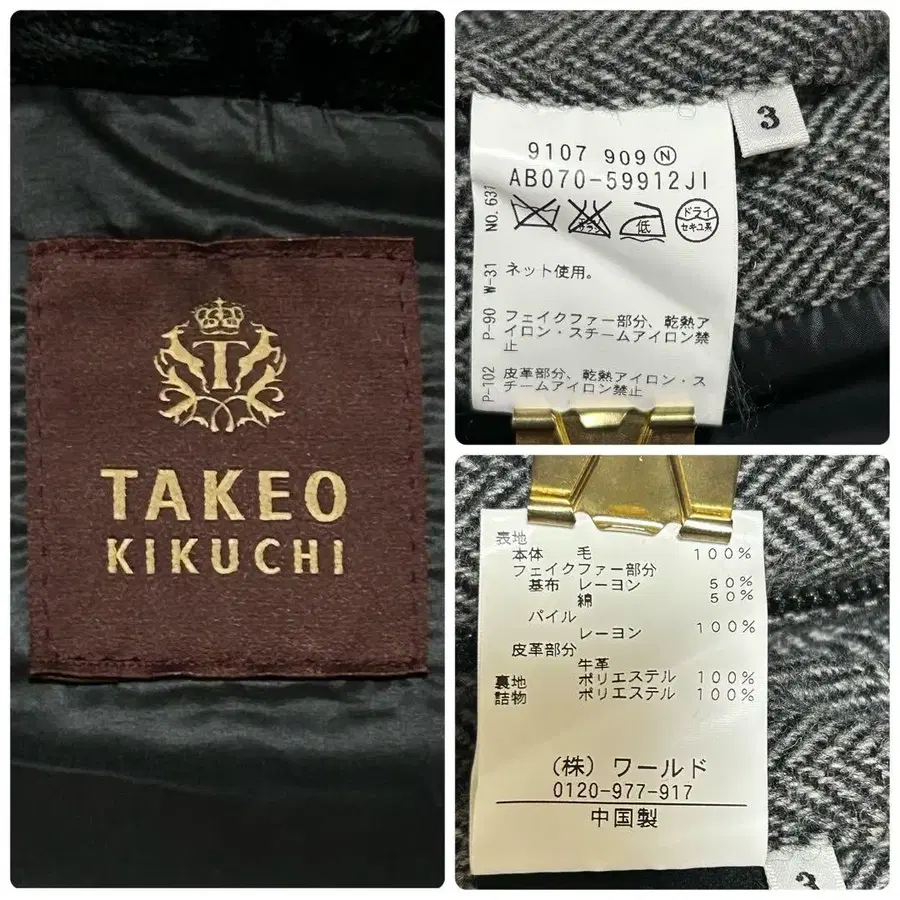 T
TAKEO
KIKUCHI
3
9107 909 Ⓝ
AB070-59912JI
NO. 631
低
ドライ
セキユ系
W-31 ネット使用。
P-90 フェイクファー部分、乾熱ア
イロン・スチームアイロン禁
止
P-102 皮革部分、乾熱アイロン・ス
チームアイロン禁止
表地
本体 毛 100%
フェイクファー部分
基布 レーヨン 50%
綿 50%
パイル
レーヨン 100%
皮革部分
牛革
裏地 ポリエステル 100%
詰物 ポリエステル 100%
(株) ワールド
0120-977-917
中国製
3